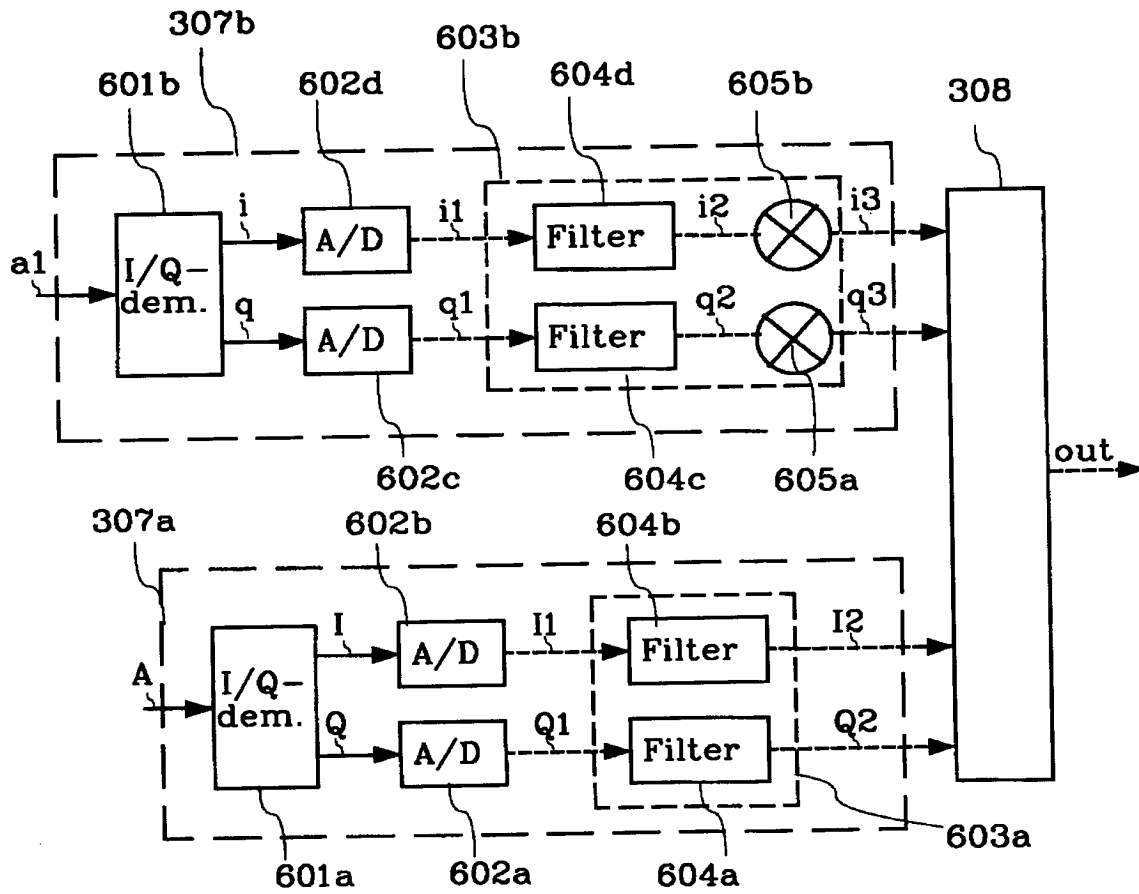 307b
603b
601b
602d
604d
605b
308
i
i1
i2
i3
A/D
Filter
a1
I/Q-
dem.
q
q1
q2
q3
A/D
Filter
602c
604c
605a
out
307a
602b
604b
I
I1
I2
A/D
Filter
A
I/Q-
dem.
Q
Q1
Q2
A/D
Filter
603a
601a
602a
604a